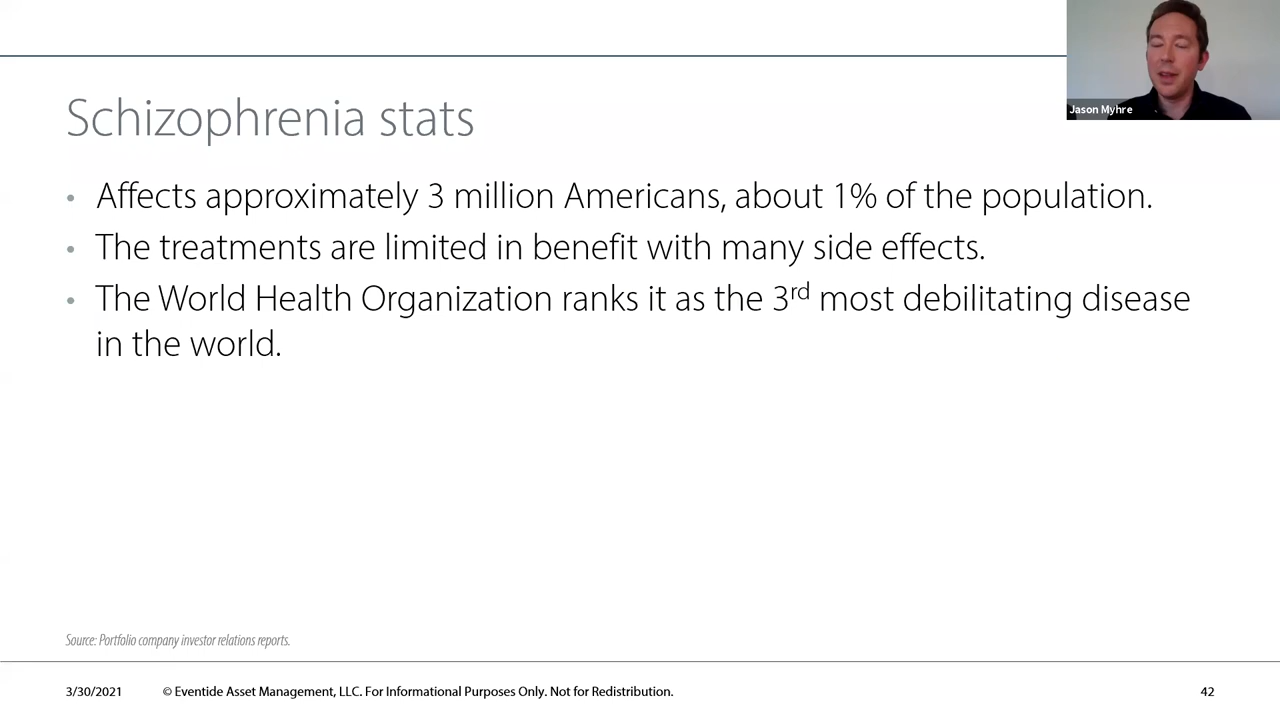 Jason Myhre
Schizophrenia stats
• Affects approximately 3 million Americans, about 1% of the population.
• The treatments are limited in benefit with many side effects.
• The World Health Organization ranks it as the 3rd most debilitating disease
in the world.
Source: Portfolio company investor relations reports.
3/30/2021 © Eventide Asset Management, LLC. For Informational Purposes Only. Not for Redistribution. 42